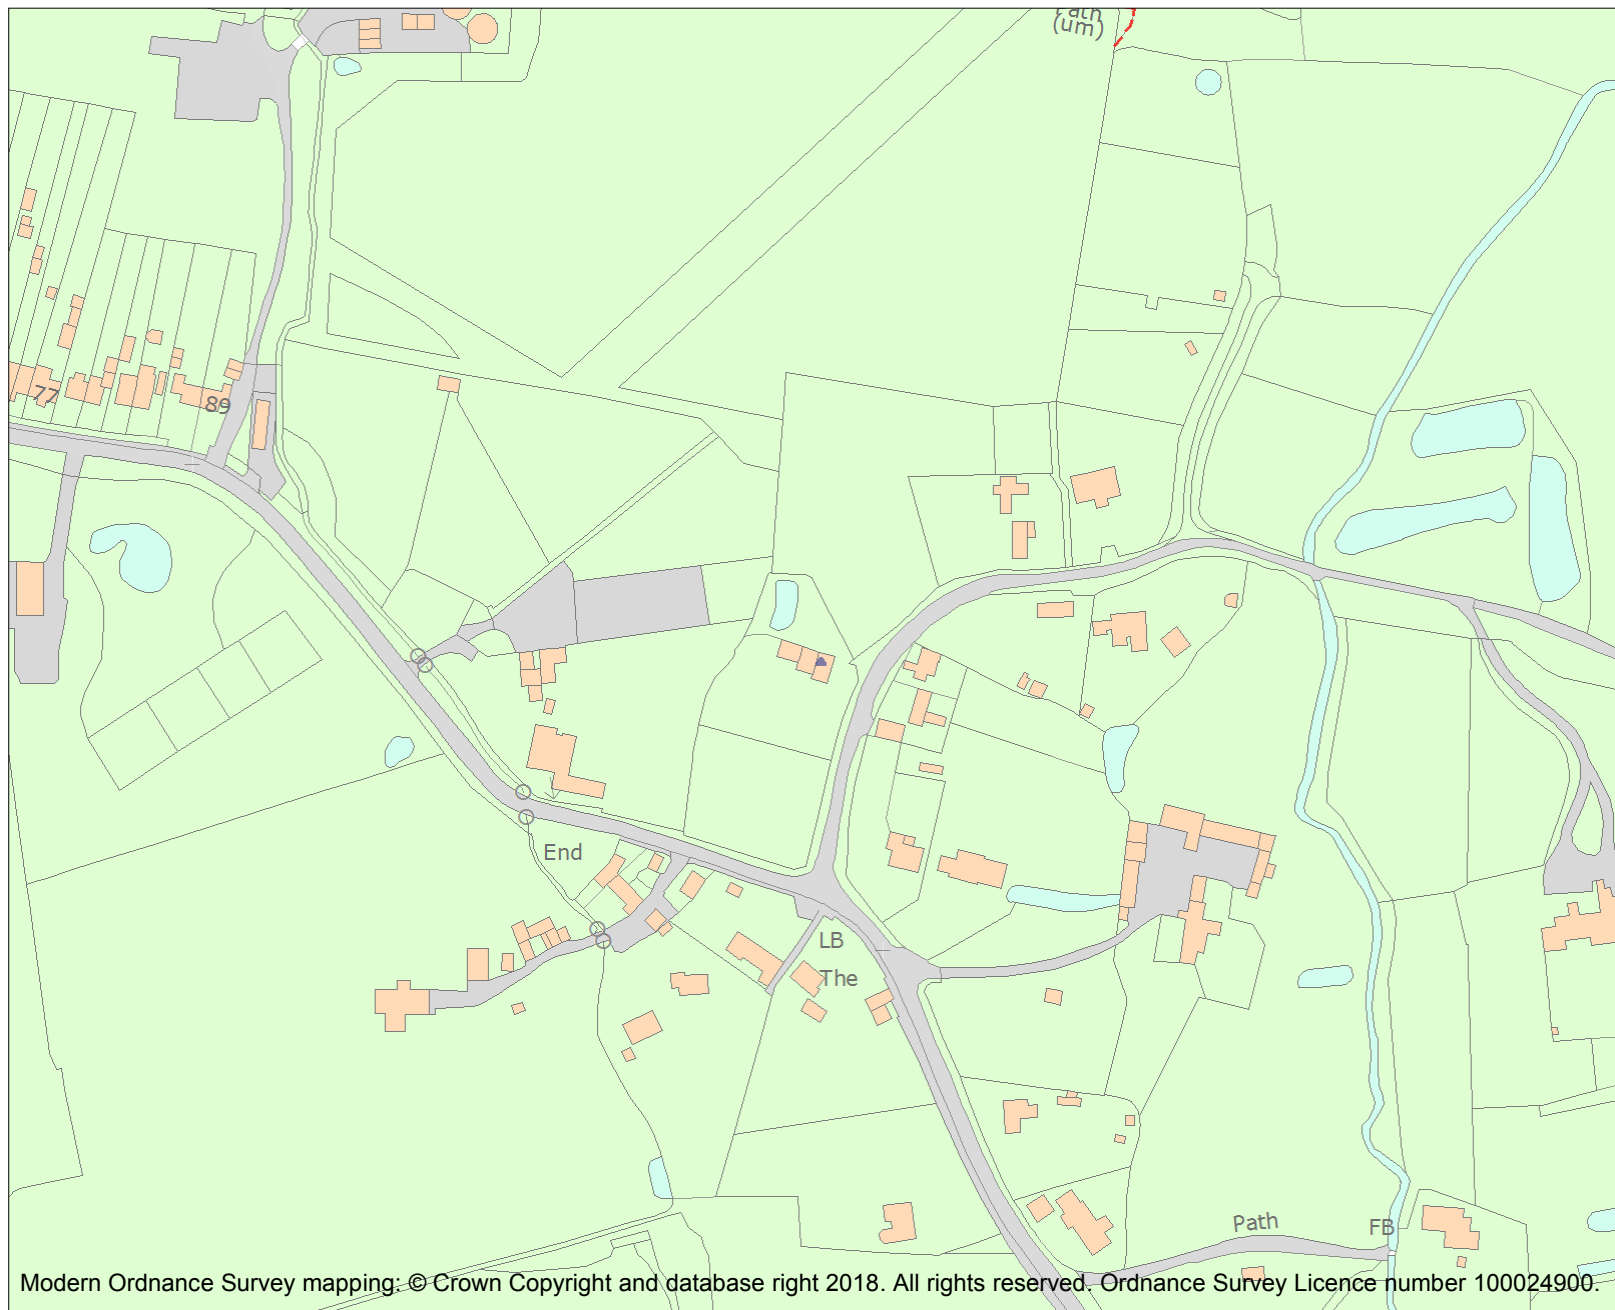 Path
(um)
77
89
End
LB
The
Path
FB
Modern Ordnance Survey mapping: © Crown Copyright and database right 2018. All rights reserved. Ordnance Survey Licence number 100024900.